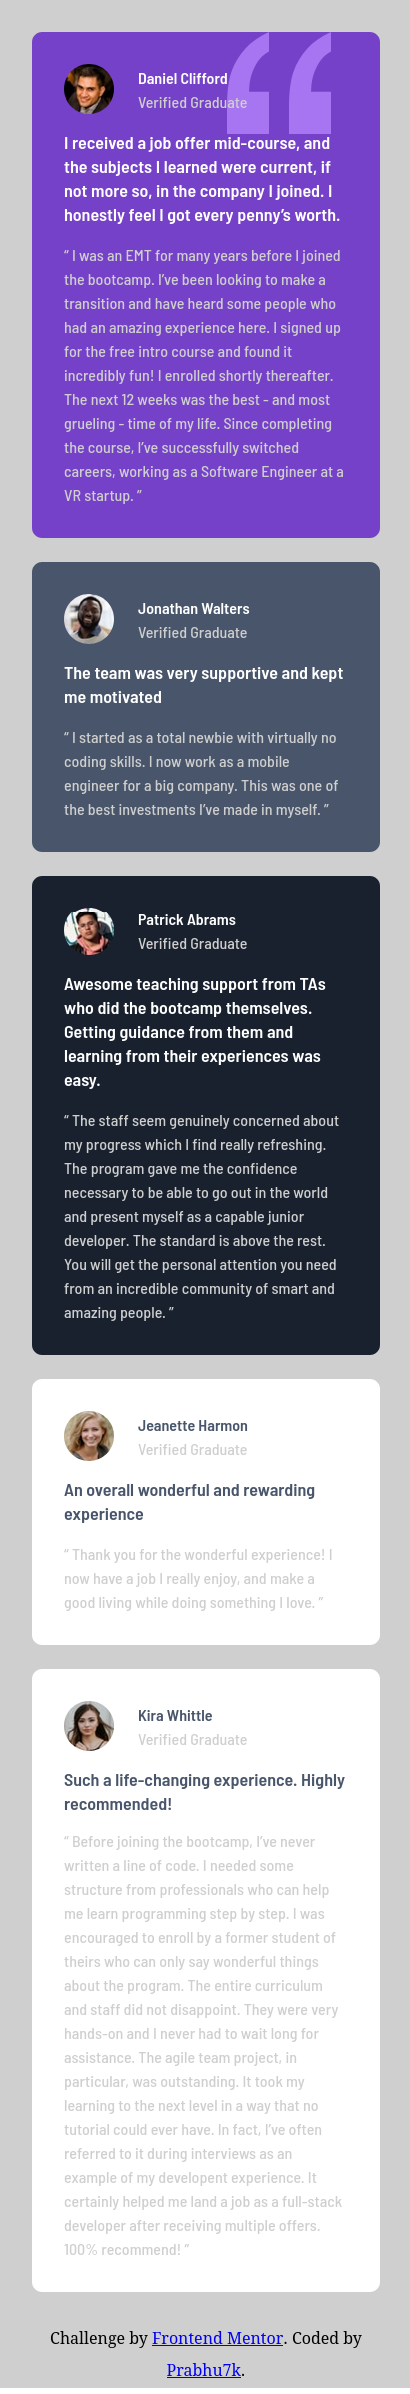 Daniel Clifford
Verified Graduate
I received a job offer mid-course, and
the subjects I learned were current, if
not more so, in the company I joined. I
honestly feel I got every penny’s worth.
“ I was an EMT for many years before I joined
the bootcamp. I’ve been looking to make a
transition and have heard some people who
had an amazing experience here. I signed up
for the free intro course and found it
incredibly fun! I enrolled shortly thereafter.
The next 12 weeks was the best - and most
grueling - time of my life. Since completing
the course, I’ve successfully switched
careers, working as a Software Engineer at a
VR startup. ”
Jonathan Walters
Verified Graduate
The team was very supportive and kept
me motivated
“ I started as a total newbie with virtually no
coding skills. I now work as a mobile
engineer for a big company. This was one of
the best investments I’ve made in myself. ”
Patrick Abrams
Verified Graduate
Awesome teaching support from TAs
who did the bootcamp themselves.
Getting guidance from them and
learning from their experiences was
easy.
“ The staff seem genuinely concerned about
my progress which I find really refreshing.
The program gave me the confidence
necessary to be able to go out in the world
and present myself as a capable junior
developer. The standard is above the rest.
You will get the personal attention you need
from an incredible community of smart and
amazing people. ”
Jeanette Harmon
Verified Graduate
An overall wonderful and rewarding
experience
“ Thank you for the wonderful experience! I
now have a job I really enjoy, and make a
good living while doing something I love. ”
Kira Whittle
Verified Graduate
Such a life-changing experience. Highly
recommended!
“ Before joining the bootcamp, I’ve never
written a line of code. I needed some
structure from professionals who can help
me learn programming step by step. I was
encouraged to enroll by a former student of
theirs who can only say wonderful things
about the program. The entire curriculum
and staff did not disappoint. They were very
hands-on and I never had to wait long for
assistance. The agile team project, in
particular, was outstanding. It took my
learning to the next level in a way that no
tutorial could ever have. In fact, I’ve often
referred to it during interviews as an
example of my developent experience. It
certainly helped me land a job as a full-stack
developer after receiving multiple offers.
100% recommend! ”
Challenge by Frontend Mentor. Coded by
Prabhu7k.